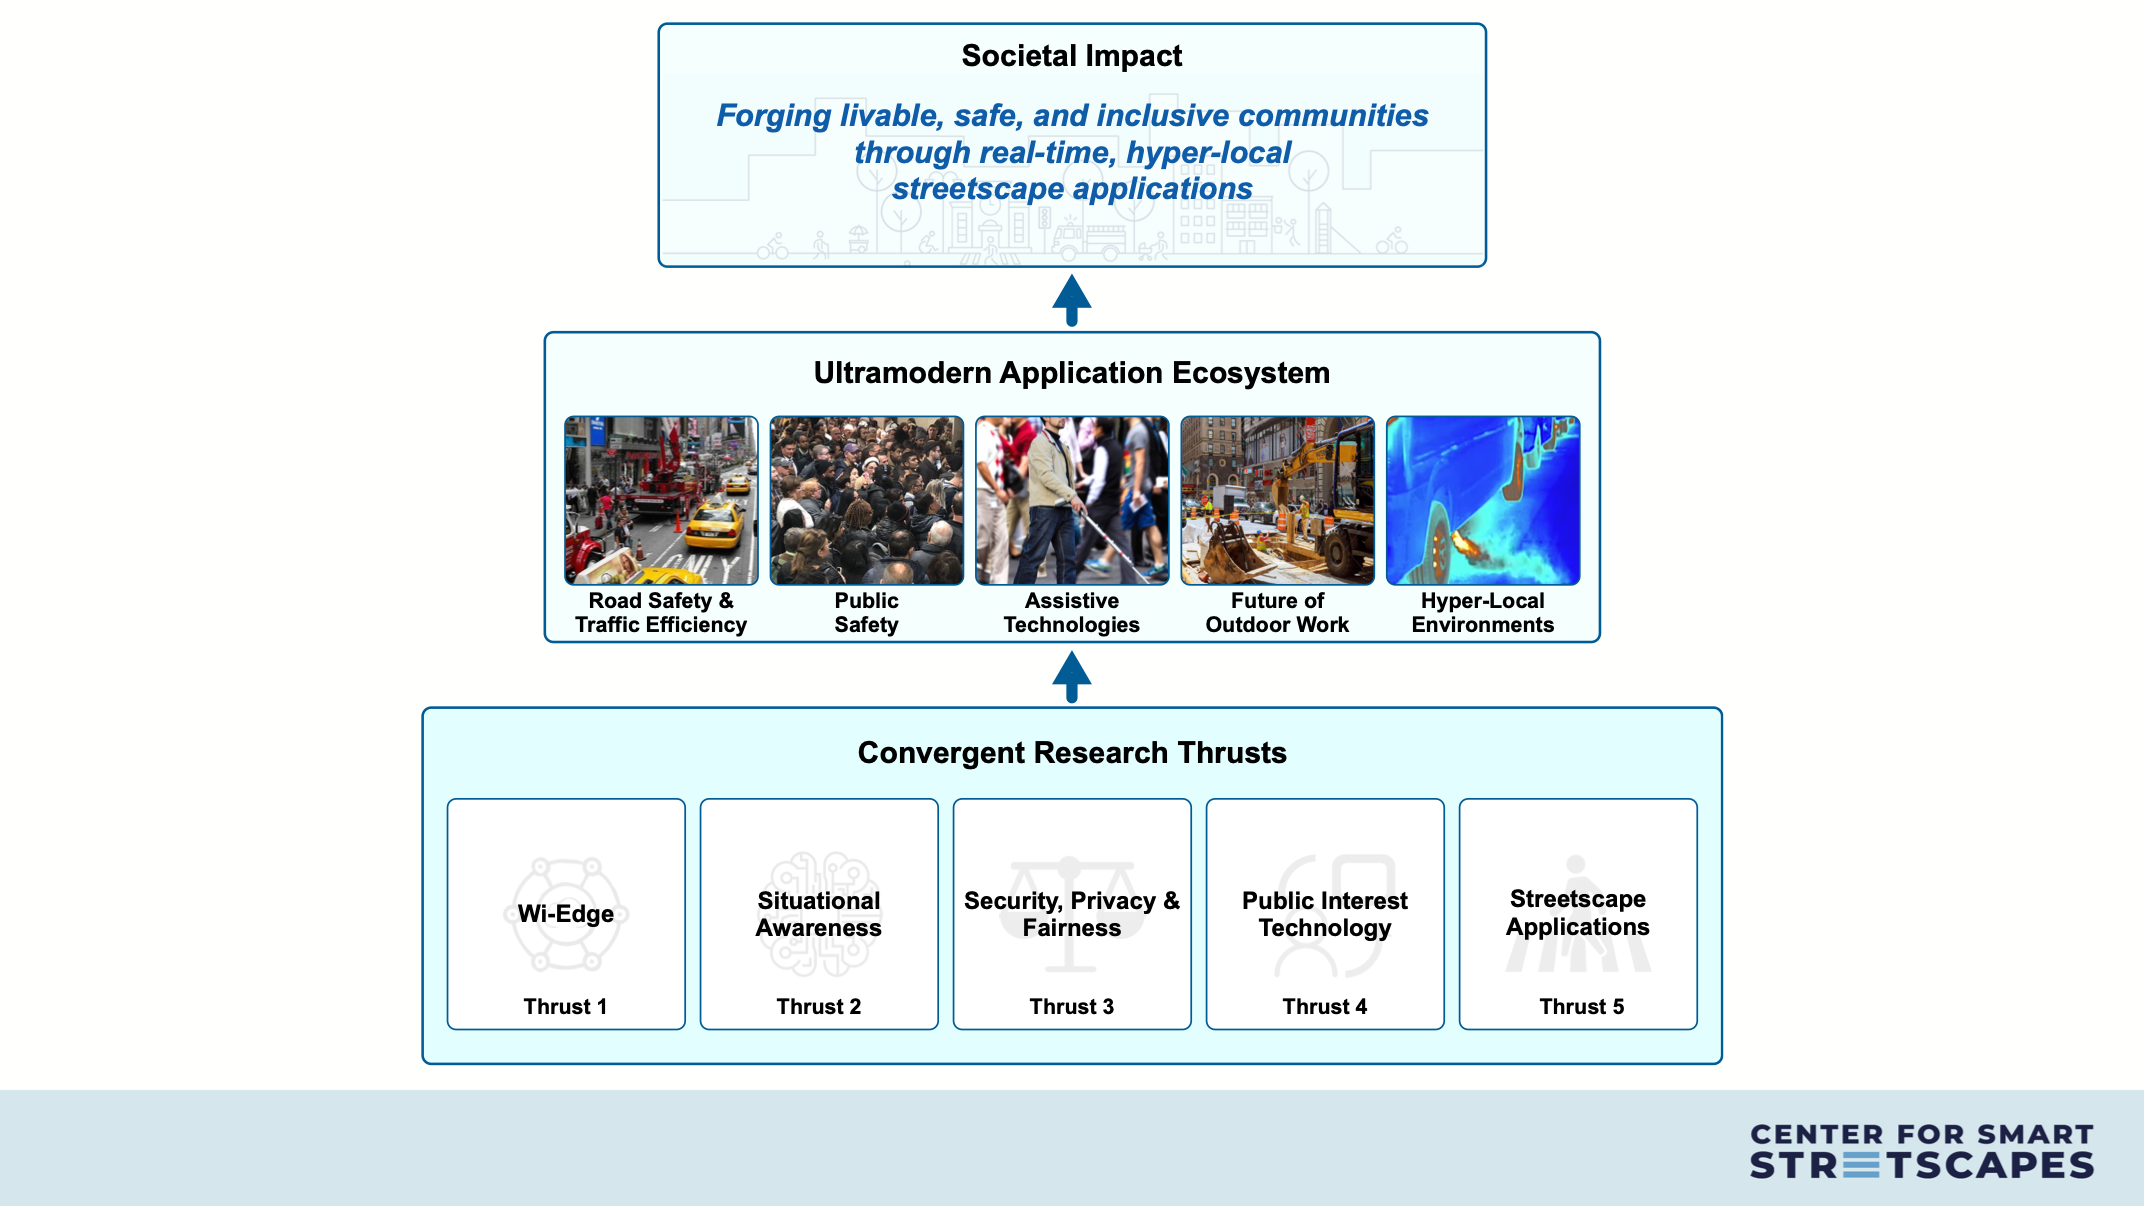 Societal Impact
Forging livable, safe, and inclusive communities
through real-time, hyper-local
streetscape applications
Ultramodern Application Ecosystem
Road Safety &
Traffic Efficiency
Public
Safety
Assistive
Technologies
Future of
Outdoor Work
Hyper-Local
Environments
Convergent Research Thrusts
Wi-Edge
Thrust 1
Situational
Awareness
Thrust 2
Security, Privacy &
Fairness
Thrust 3
Public Interest
Technology
Thrust 4
Streetscape
Applications
Thrust 5
CENTER FOR SMART
STREETSCAPES